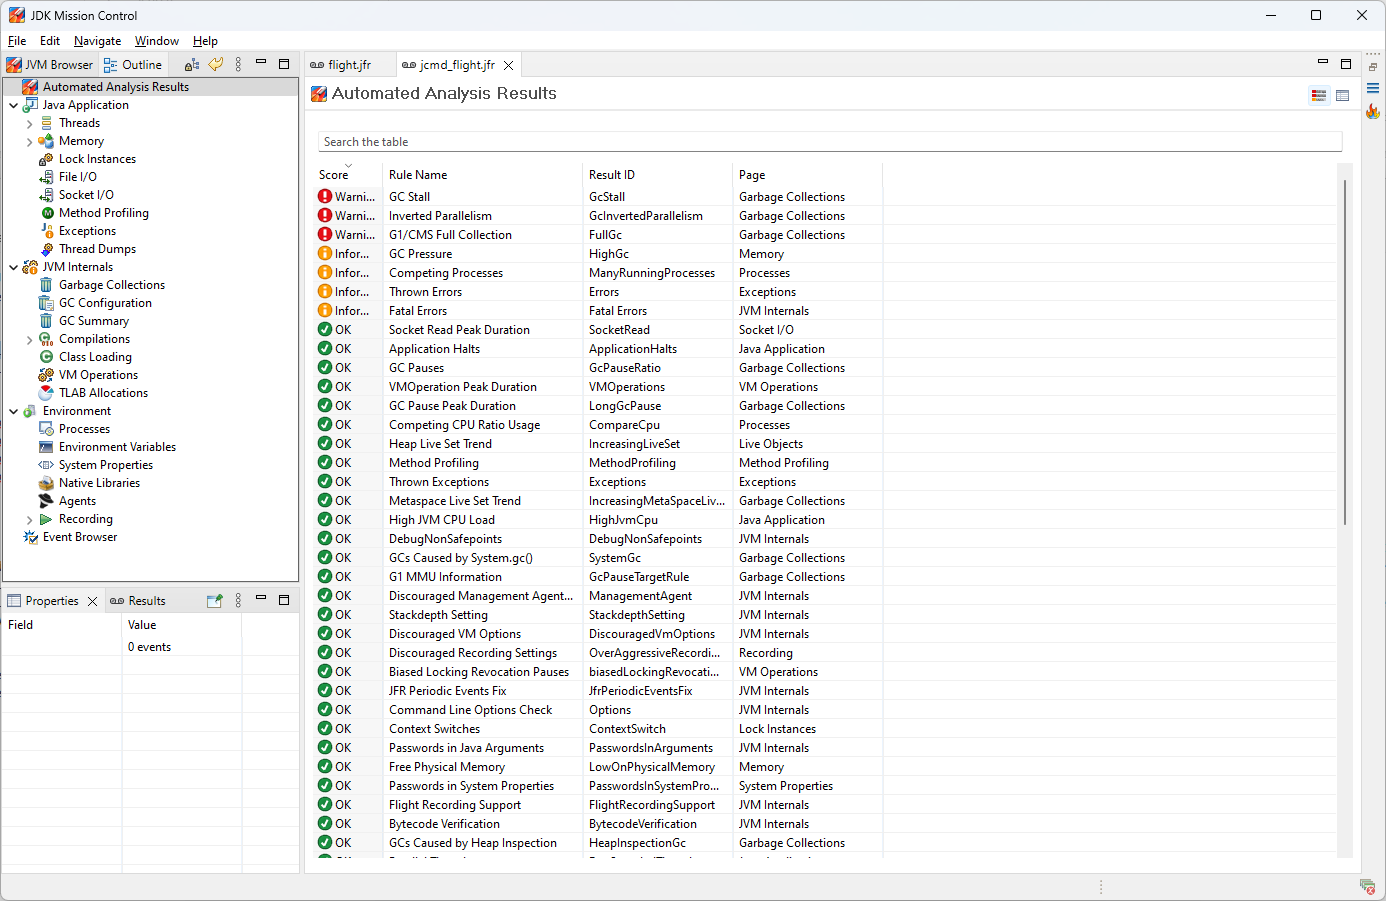 JDK Mission Control
File Edit Navigate Window Help
JVM Browser Outline
Automated Analysis Results
Java Application
Threads
Memory
Lock Instances
File I/O
Socket I/O
Method Profiling
Exceptions
Thread Dumps
JVM Internals
Garbage Collections
GC Configuration
GC Summary
Compilations
Class Loading
VM Operations
TLAB Allocations
Environment
Processes
Environment Variables
System Properties
Native Libraries
Agents
Recording
Event Browser
Properties Results
Field Value
0 events
flight.jfr jcmd_flight.jfr
Automated Analysis Results
Search the table
Score Rule Name Result ID Page
Warni... GC Stall GcStall Garbage Collections
Warni... Inverted Parallelism GcInvertedParallelism Garbage Collections
Warni... G1/CMS Full Collection FullGc Garbage Collections
Infor... GC Pressure HighGc Memory
Infor... Competing Processes ManyRunningProcesses Processes
Infor... Thrown Errors Errors Exceptions
Infor... Fatal Errors Fatal Errors JVM Internals
OK Socket Read Peak Duration SocketRead Socket I/O
OK Application Halts ApplicationHalts Java Application
OK GC Pauses GcPauseRatio Garbage Collections
OK VMOperation Peak Duration VMOperations VM Operations
OK GC Pause Peak Duration LongGcPause Garbage Collections
OK Competing CPU Ratio Usage CompareCpu Processes
OK Heap Live Set Trend IncreasingLiveSet Live Objects
OK Method Profiling MethodProfiling Method Profiling
OK Thrown Exceptions Exceptions Exceptions
OK Metaspace Live Set Trend IncreasingMetaSpaceLiv... Garbage Collections
OK High JVM CPU Load HighJvmCpu Java Application
OK DebugNonSafepoints DebugNonSafepoints JVM Internals
OK GCs Caused by System.gc() SystemGc Garbage Collections
OK G1 MMU Information GcPauseTargetRule Garbage Collections
OK Discouraged Management Agent... ManagementAgent JVM Internals
OK Stackdepth Setting StackdepthSetting JVM Internals
OK Discouraged VM Options DiscouragedVmOptions JVM Internals
OK Discouraged Recording Settings OverAggressiveRecordi... Recording
OK Biased Locking Revocation Pauses biasedLockingRevocati... VM Operations
OK JFR Periodic Events Fix JfrPeriodicEventsFix JVM Internals
OK Command Line Options Check Options JVM Internals
OK Context Switches ContextSwitch Lock Instances
OK Passwords in Java Arguments PasswordsInArguments JVM Internals
OK Free Physical Memory LowOnPhysicalMemory Memory
OK Passwords in System Properties PasswordsInSystemPro... System Properties
OK Flight Recording Support FlightRecordingSupport JVM Internals
OK Bytecode Verification BytecodeVerification JVM Internals
OK GCs Caused by Heap Inspection HeapInspectionGc Garbage Collections